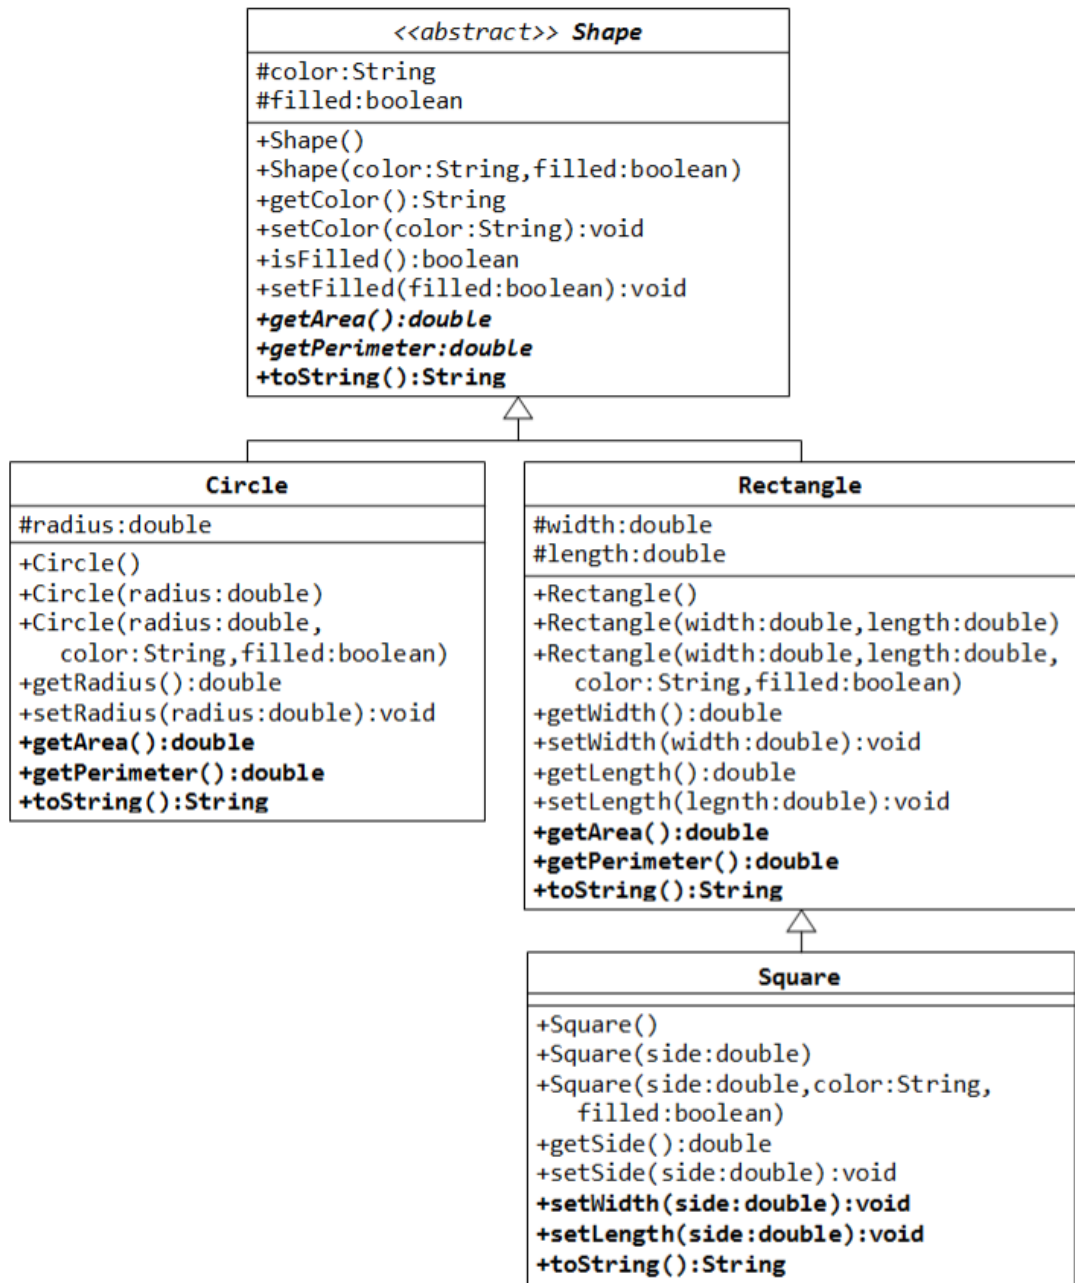 <<abstract>> Shape
#color:String
#filled:boolean
+Shape()
+Shape(color:String,filled:boolean)
+getColor():String
+setColor(color:String):void
+isFilled():boolean
+setFilled(filled:boolean):void
+getArea():double
+getPerimeter:double
+toString():String
Circle
#radius:double
+Circle()
+Circle(radius:double)
+Circle(radius:double,
color:String,filled:boolean)
+getRadius():double
+setRadius(radius:double):void
+getArea():double
+getPerimeter():double
+toString():String
Rectangle
#width:double
#length:double
+Rectangle()
+Rectangle(width:double,length:double)
+Rectangle(width:double,length:double,
color:String,filled:boolean)
+getWidth():double
+setWidth(width:double):void
+getLength():double
+setLength(legnth:double):void
+getArea():double
+getPerimeter():double
+toString():String
Square
+Square()
+Square(side:double)
+Square(side:double,color:String,
filled:boolean)
+getSide():double
+setSide(side:double):void
+setWidth(side:double):void
+setLength(side:double):void
+toString():String